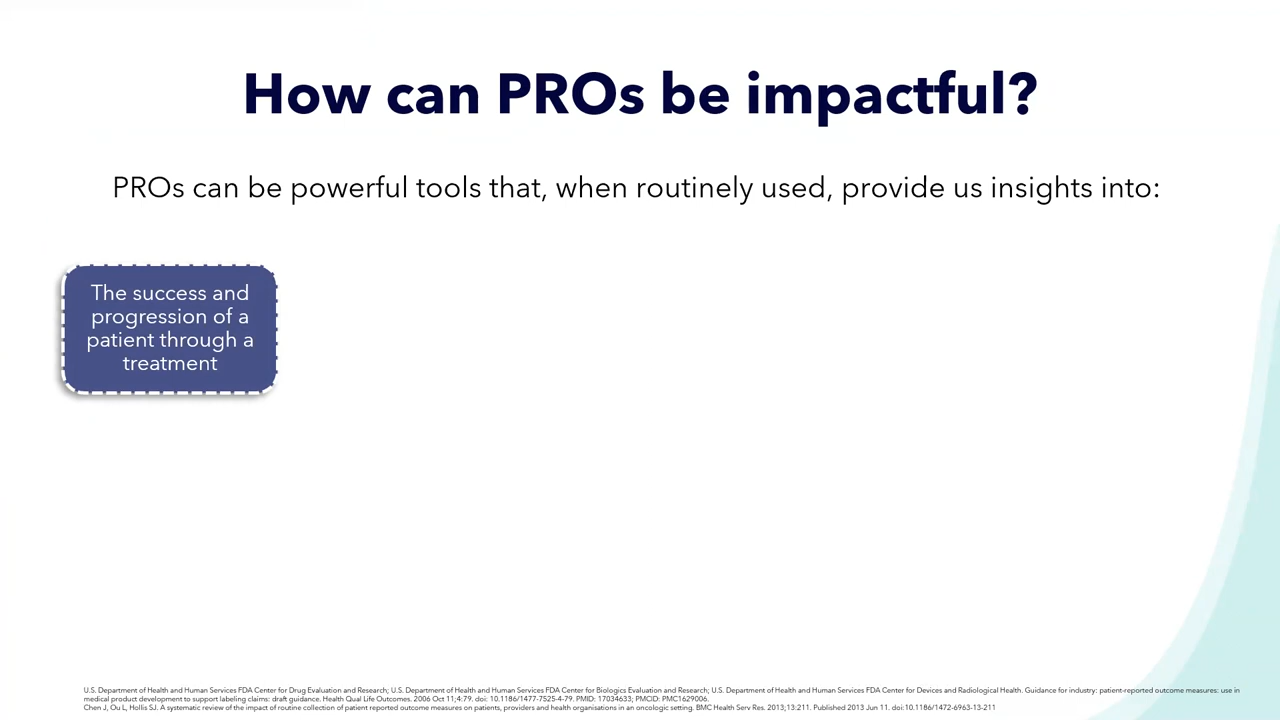 How can PROs be impactful?
PROs can be powerful tools that, when routinely used, provide us insights into:
The success and
progression of a
patient through a
treatment
U.S. Department of Health and Human Services FDA Center for Drug Evaluation and Research; U.S. Department of Health and Human Services FDA Center for Biologics Evaluation and Research; U.S. Department of Health and Human Services FDA Center for Devices and Radiological Health. Guidance for industry: patient-reported outcome measures: use in
medical product development to support labeling claims: draft guidance. Health Qual Life Outcomes. 2006 Oct 11;4:79. doi: 10.1186/1477-7525-4-79. PMID: 17034633; PMCID: PMC1629006.
Chen J, Ou L, Hollis SJ. A systematic review of the impact of routine collection of patient reported outcome measures on patients, providers and health organisations in an oncologic setting. BMC Health Serv Res. 2013;13:211. Published 2013 Jun 11. doi:10.1186/1472-6963-13-211